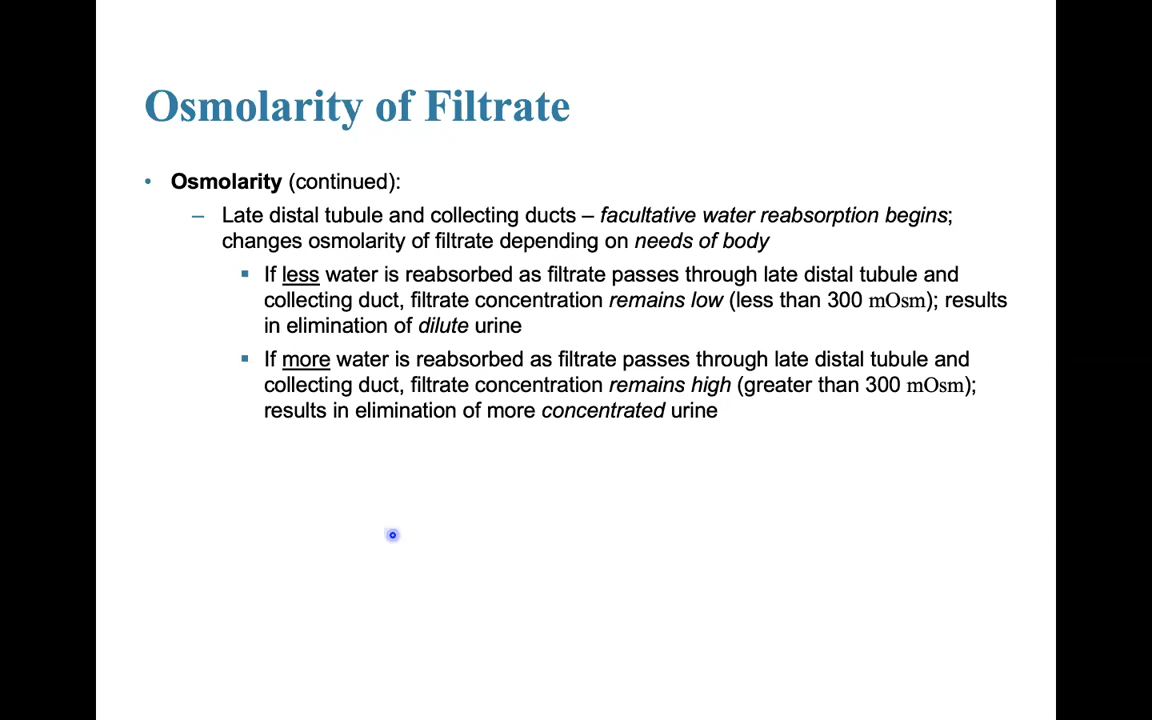 Osmolarity of Filtrate
• Osmolarity (continued):
– Late distal tubule and collecting ducts – facultative water reabsorption begins;
changes osmolarity of filtrate depending on needs of body
▪ If less water is reabsorbed as filtrate passes through late distal tubule and
collecting duct, filtrate concentration remains low (less than 300 mOsm); results
in elimination of dilute urine
▪ If more water is reabsorbed as filtrate passes through late distal tubule and
collecting duct, filtrate concentration remains high (greater than 300 mOsm);
results in elimination of more concentrated urine